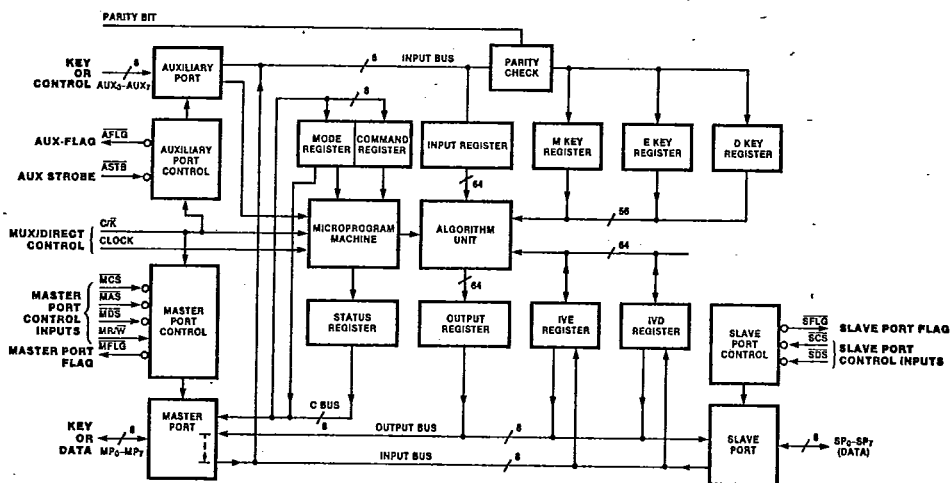 PARITY BIT
KEY
OR
CONTROL
8
AUX₀-AUX₇
AUXILIARY
PORT
8
INPUT BUS
PARITY
CHECK
8
MODE
REGISTER
COMMAND
REGISTER
INPUT REGISTER
M KEY
REGISTER
E KEY
REGISTER
D KEY
REGISTER
AUX-FLAG
AFLG
AUX STROBE
ASTB
AUXILIARY
PORT
CONTROL
64
56
MUX/DIRECT
CONTROL
C/K
CLOCK
MICROPROGRAM
MACHINE
ALGORITHM
UNIT
64
64
MASTER
PORT
CONTROL
INPUTS
MCS
MAS
MDS
MR/W
MASTER PORT
FLAG
MFLG
MASTER
PORT
CONTROL
STATUS
REGISTER
OUTPUT
REGISTER
IVE
REGISTER
IVD
REGISTER
SLAVE
PORT
CONTROL
SFLG
SLAVE PORT FLAG
SCS
SDS
SLAVE PORT
CONTROL INPUTS
KEY
OR
DATA
8
MP₀-MP₇
MASTER
PORT
C BUS
8
OUTPUT BUS
8
INPUT BUS
8
SLAVE
PORT
8
SP₀-SP₇
(DATA)